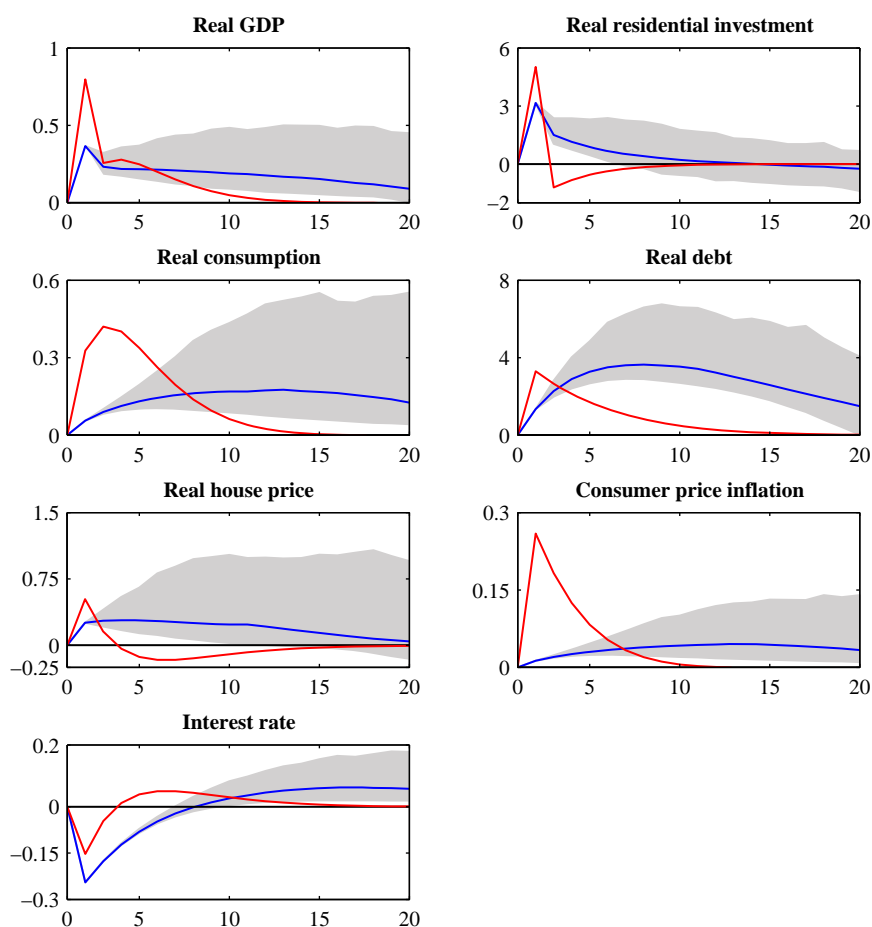 Real GDP
1
0.5
0
0 5 10 15 20
Real residential investment
6
3
0
−2
0 5 10 15 20
Real consumption
0.6
0.3
0
0 5 10 15 20
Real debt
8
4
0
0 5 10 15 20
Real house price
1.5
0.75
0
−0.25
0 5 10 15 20
Consumer price inflation
0.3
0.15
0
0 5 10 15 20
Interest rate
0.2
0
−0.15
−0.3
0 5 10 15 20